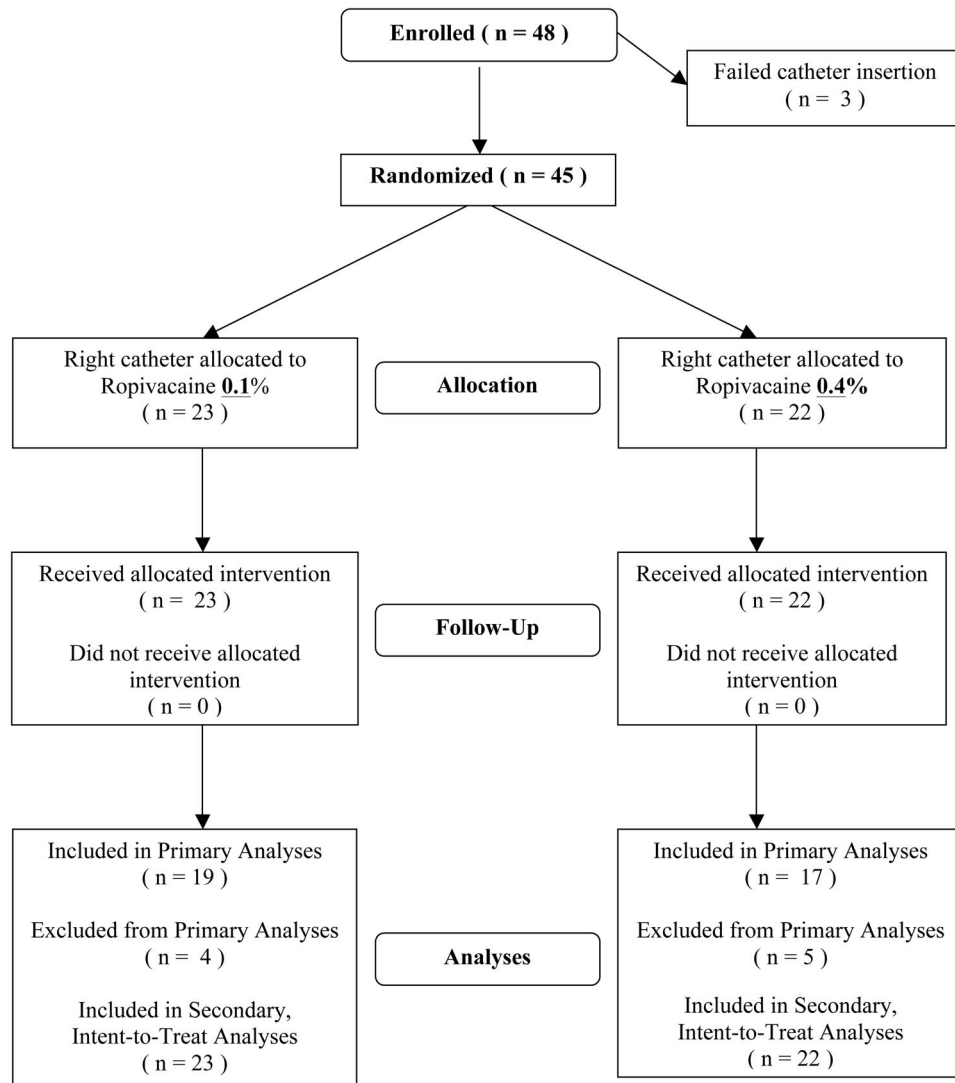 Enrolled ( n = 48 )
Failed catheter insertion
( n = 3 )
Randomized ( n = 45 )
Right catheter allocated to
Ropivacaine 0.1%
( n = 23 )
Allocation
Right catheter allocated to
Ropivacaine 0.4%
( n = 22 )
Received allocated intervention
( n = 23 )
Did not receive allocated
intervention
( n = 0 )
Follow-Up
Received allocated intervention
( n = 22 )
Did not receive allocated
intervention
( n = 0 )
Included in Primary Analyses
( n = 19 )
Excluded from Primary Analyses
( n = 4 )
Included in Secondary,
Intent-to-Treat Analyses
( n = 23 )
Analyses
Included in Primary Analyses
( n = 17 )
Excluded from Primary Analyses
( n = 5 )
Included in Secondary,
Intent-to-Treat Analyses
( n = 22 )